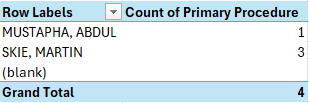 Row Labels Count of Primary Procedure
MUSTAPHA, ABDUL 1
SKIE, MARTIN 3
(blank)
Grand Total 4